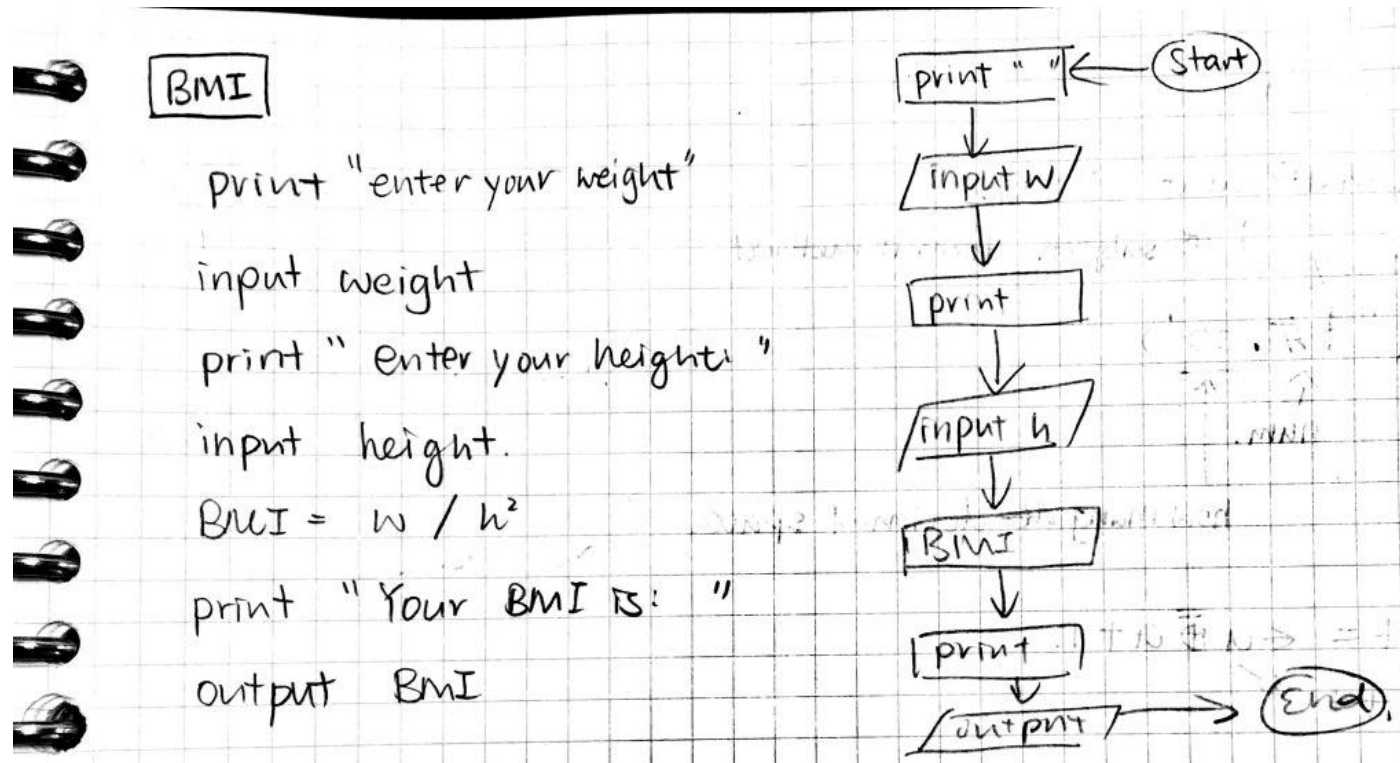 BMI
print "enter your weight"
input weight
print " enter your height: "
input height.
BMI = w / h²
print "Your BMI is: "
output BMI
Start
print " "
input w
print
input h
BMI
print
output
End